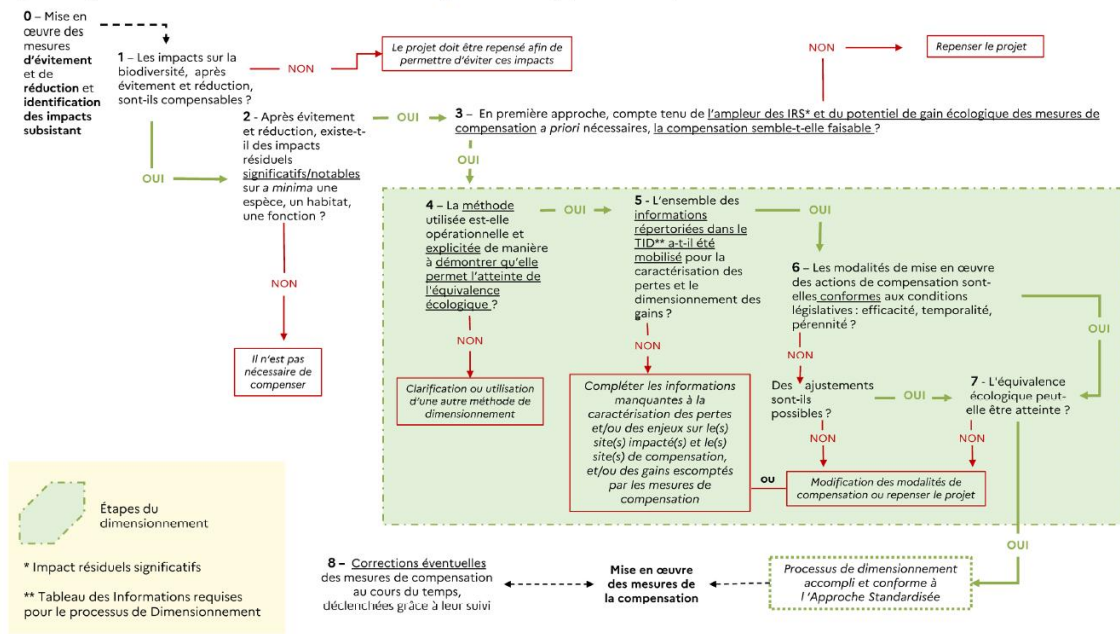 0 – Mise en
œuvre des
mesures
d'évitement
et de
réduction et
identification
des impacts
subsistant
1 – Les impacts sur la
biodiversité, après
évitement et réduction,
sont-ils compensables ?
NON
Le projet doit être repensé afin de
permettre d'éviter ces impacts
NON
Repenser le projet
OUI
2 - Après évitement
et réduction, existe-t-
il des impacts
résiduels
significatifs/notables
sur a minima une
espèce, un habitat,
une fonction ?
OUI
3 – En première approche, compte tenu de l'ampleur des IRS* et du potentiel de gain écologique des mesures de
compensation a priori nécessaires, la compensation semble-t-elle faisable ?
OUI
NON
Il n'est pas
nécessaire de
compenser
4 – La méthode
utilisée est-elle
opérationnelle et
explicitée de manière
à démontrer qu'elle
permet l'atteinte de
l'équivalence
écologique ?
OUI
NON
Clarification ou utilisation
d'une autre méthode de
dimensionnement
5 - L'ensemble des
informations
répertoriées dans le
TID** a-t-il été
mobilisé pour la
caractérisation des
pertes et le
dimensionnement des
gains ?
OUI
NON
Compléter les informations
manquantes à la
caractérisation des pertes
et/ou des enjeux sur le(s)
site(s) impacté(s) et le(s)
site(s) de compensation,
et/ou des gains escomptés
par les mesures de
compensation
6 – Les modalités de mise en œuvre
des actions de compensation sont-
elles conformes aux conditions
législatives : efficacité, temporalité,
pérennité ?
OUI
NON
Des ajustements
sont-ils
possibles ?
OUI
7 - L'équivalence
écologique peut-
elle être atteinte ?
NON
NON
ou
Modification des modalités de
compensation ou repenser le projet
OUI
Étapes du
dimensionnement
* Impact résiduels significatifs
** Tableau des Informations requises
pour le processus de Dimensionnement
8 – Corrections éventuelles
des mesures de compensation
au cours du temps,
déclenchées grâce à leur suivi
Mise en œuvre
des mesures de
la compensation
Processus de dimensionnement
accompli et conforme à
l'Approche Standardisée